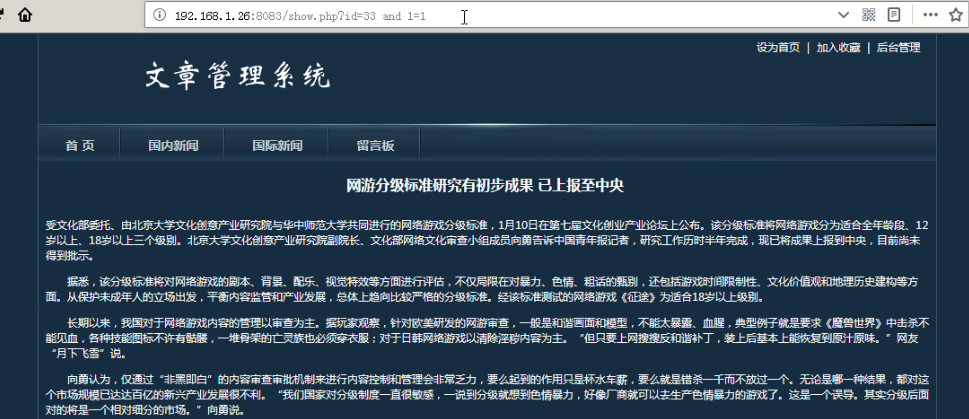 192.168.1.26:8083/show.php?id=33 and 1=1
设为首页 | 加入收藏 | 后台管理
文章管理系统
首 页 国内新闻 国际新闻 留言板
网游分级标准研究有初步成果 已上报至中央
受文化部委托、由北京大学文化创意产业研究院与华中师范大学共同进行的网络游戏分级标准，1月10日在第七届文化创业产业论坛上公布。该分级标准将网络游戏分为适合全年龄段、12
岁以上、18岁以上三个级别。北京大学文化创意产业研究院副院长、文化部网络文化审查小组成员向勇告诉中国青年报记者，研究工作历时半年完成，现已将成果上报到中央，目前尚未
得到批示。
据悉，该分级标准将对网络游戏的剧本、背景、配乐、视觉特效等方面进行评估，不仅局限在对暴力、色情、粗话的甄别，还包括游戏时间限制性、文化价值观和地理历史建构等方
面。从保护未成年人的立场出发，平衡内容监管和产业发展，总体上趋向比较严格的分级标准。经该标准测试的网络游戏《征途》为适合18岁以上级别。
长期以来，我国对于网络游戏内容的管理以审查为主。据玩家观察，针对欧美研发的网游审查，一般是和谐画面和模型，不能太暴露、血腥，典型例子就是要求《魔兽世界》中击杀不
能见血，各种技能图标不许有骷髅，一堆骨架的亡灵族也必须穿衣服；对于日韩网络游戏以清除淫秽内容为主。“但只要上网搜搜反和谐补丁，装上后基本上能恢复到原汁原味。”网友
“月下飞雪”说。
向勇认为，仅通过“非黑即白”的内容审查审批机制来进行内容控制和管理会非常乏力，要么起到的作用只是杯水车薪，要么就是错杀一千而不放过一个。无论是哪一种结果，都对这
个市场规模已达百亿的新兴产业发展很不利。“我们国家对分级制度一直很敏感，一说到分级就想到色情暴力，好像厂商就可以去生产色情暴力的游戏了。这是一个误导。其实分级后面
对的将是一个相对细分的市场。”向勇说。